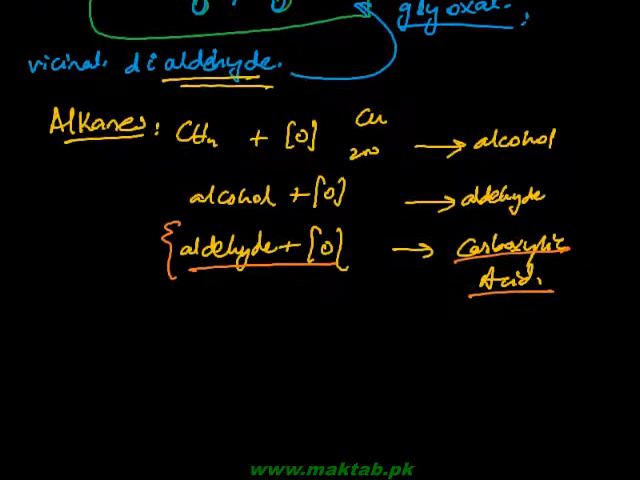 glyoxal.
vicinal. dialdehyde.
Alkanes: CH4 + [O] Cu → alcohol
200
alcohol + [O] → aldehyde
{aldehyde + [O] → Carboxylic
Acid.
www.maktab.pk